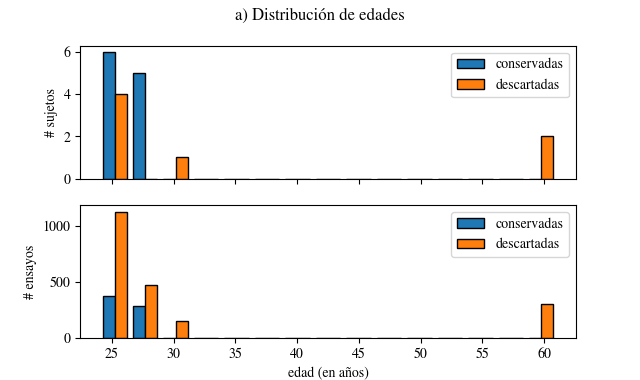 a) Distribución de edades
# sujetos
6
4
2
0
conservadas
descartadas
# ensayos
1000
500
0
conservadas
descartadas
25 30 35 40 45 50 55 60
edad (en años)